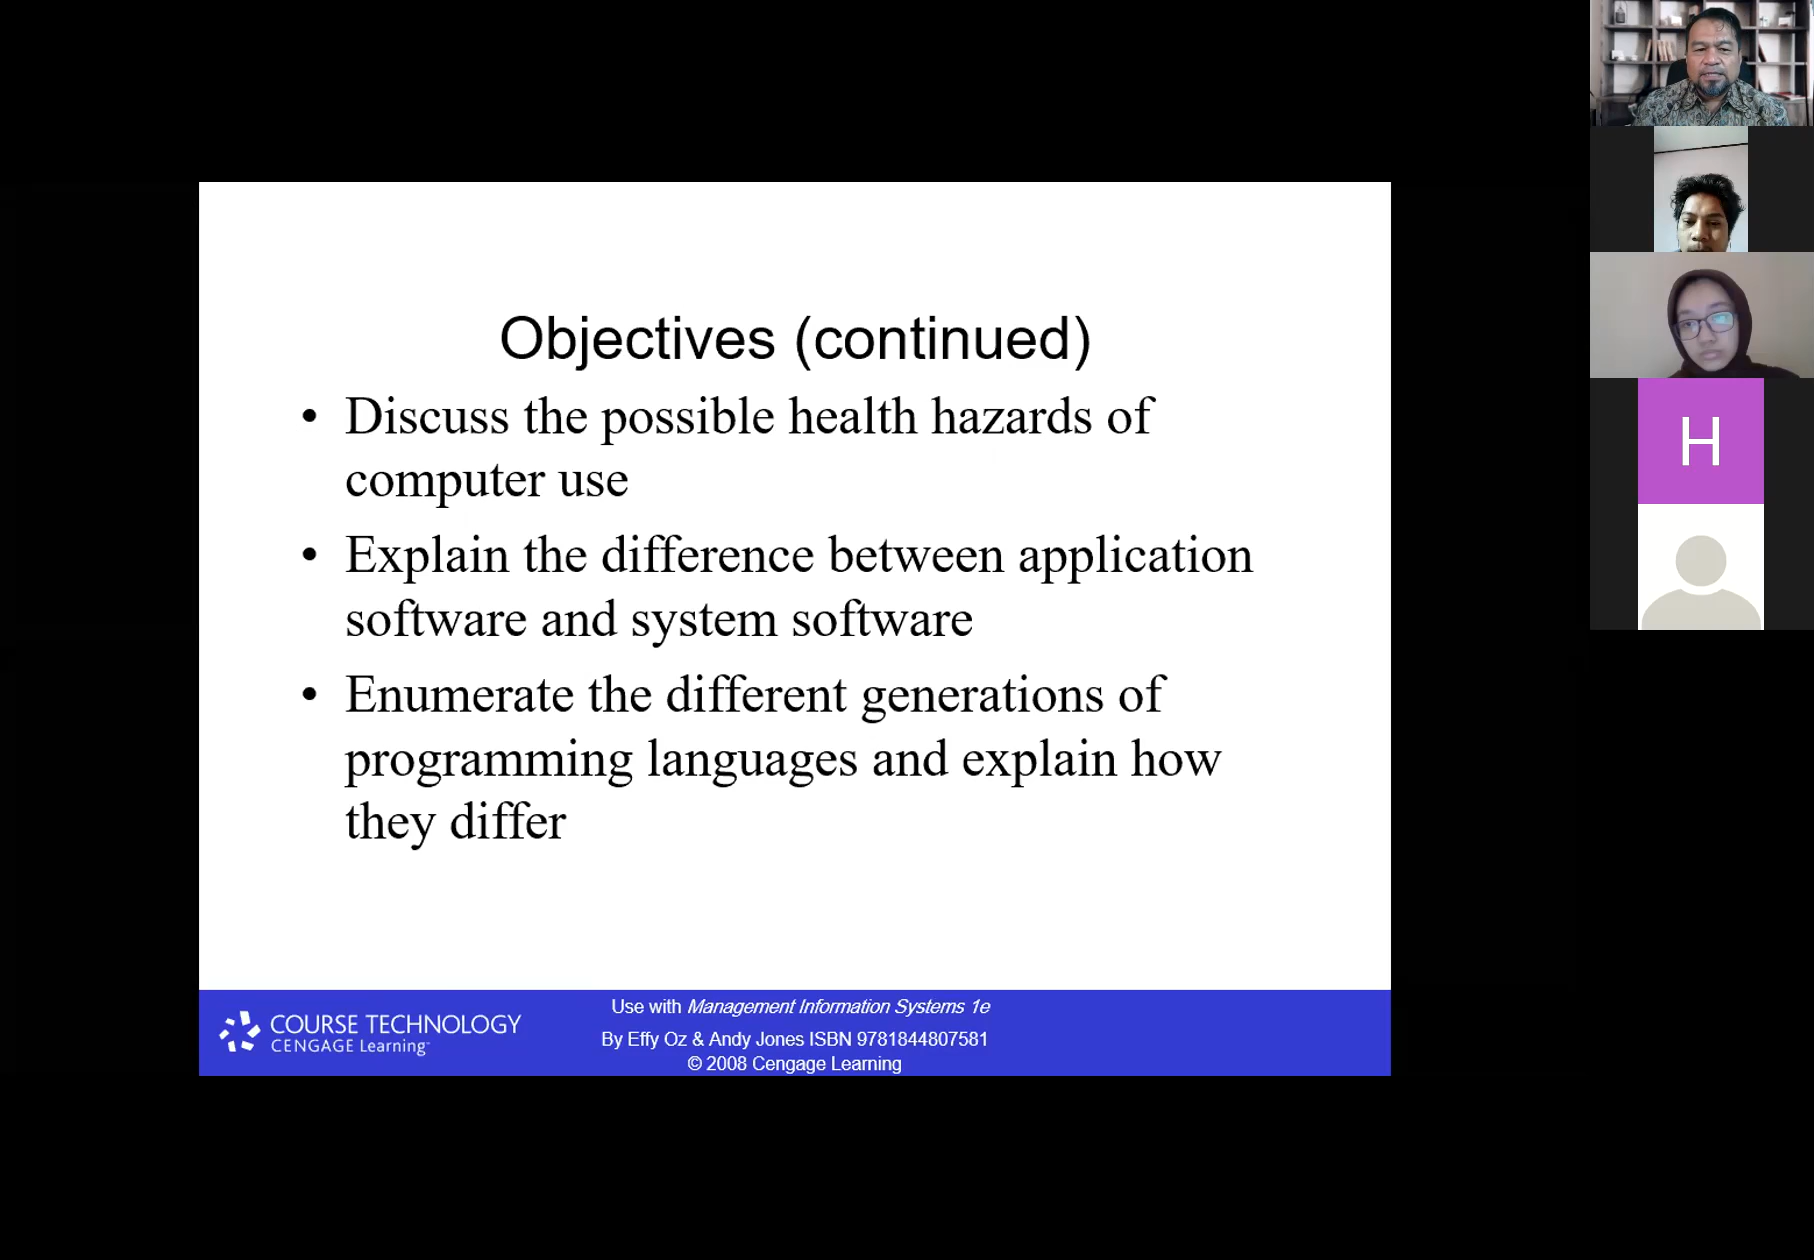 Objectives (continued)
• Discuss the possible health hazards of
computer use
• Explain the difference between application
software and system software
• Enumerate the different generations of
programming languages and explain how
they differ
COURSE TECHNOLOGY
CENGAGE Learning™
Use with Management Information Systems 1e
By Effy Oz & Andy Jones ISBN 9781844807581
© 2008 Cengage Learning
H